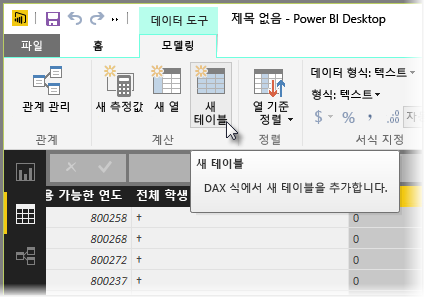 데이터 도구
제목 없음 - Power BI Desktop
파일
홈
모델링
관계 관리
새 측정값
새 열
새
테이블
열 기준
정렬
데이터 형식: 텍스트
형식: 텍스트
$ % ,
관계
계산
정렬
서식 지정
새 테이블
DAX 식에서 새 테이블을 추가합니다.
가능한 연도
전체 학생
800258 † 0
800268 † 0
800272 † 0
800237 † 0